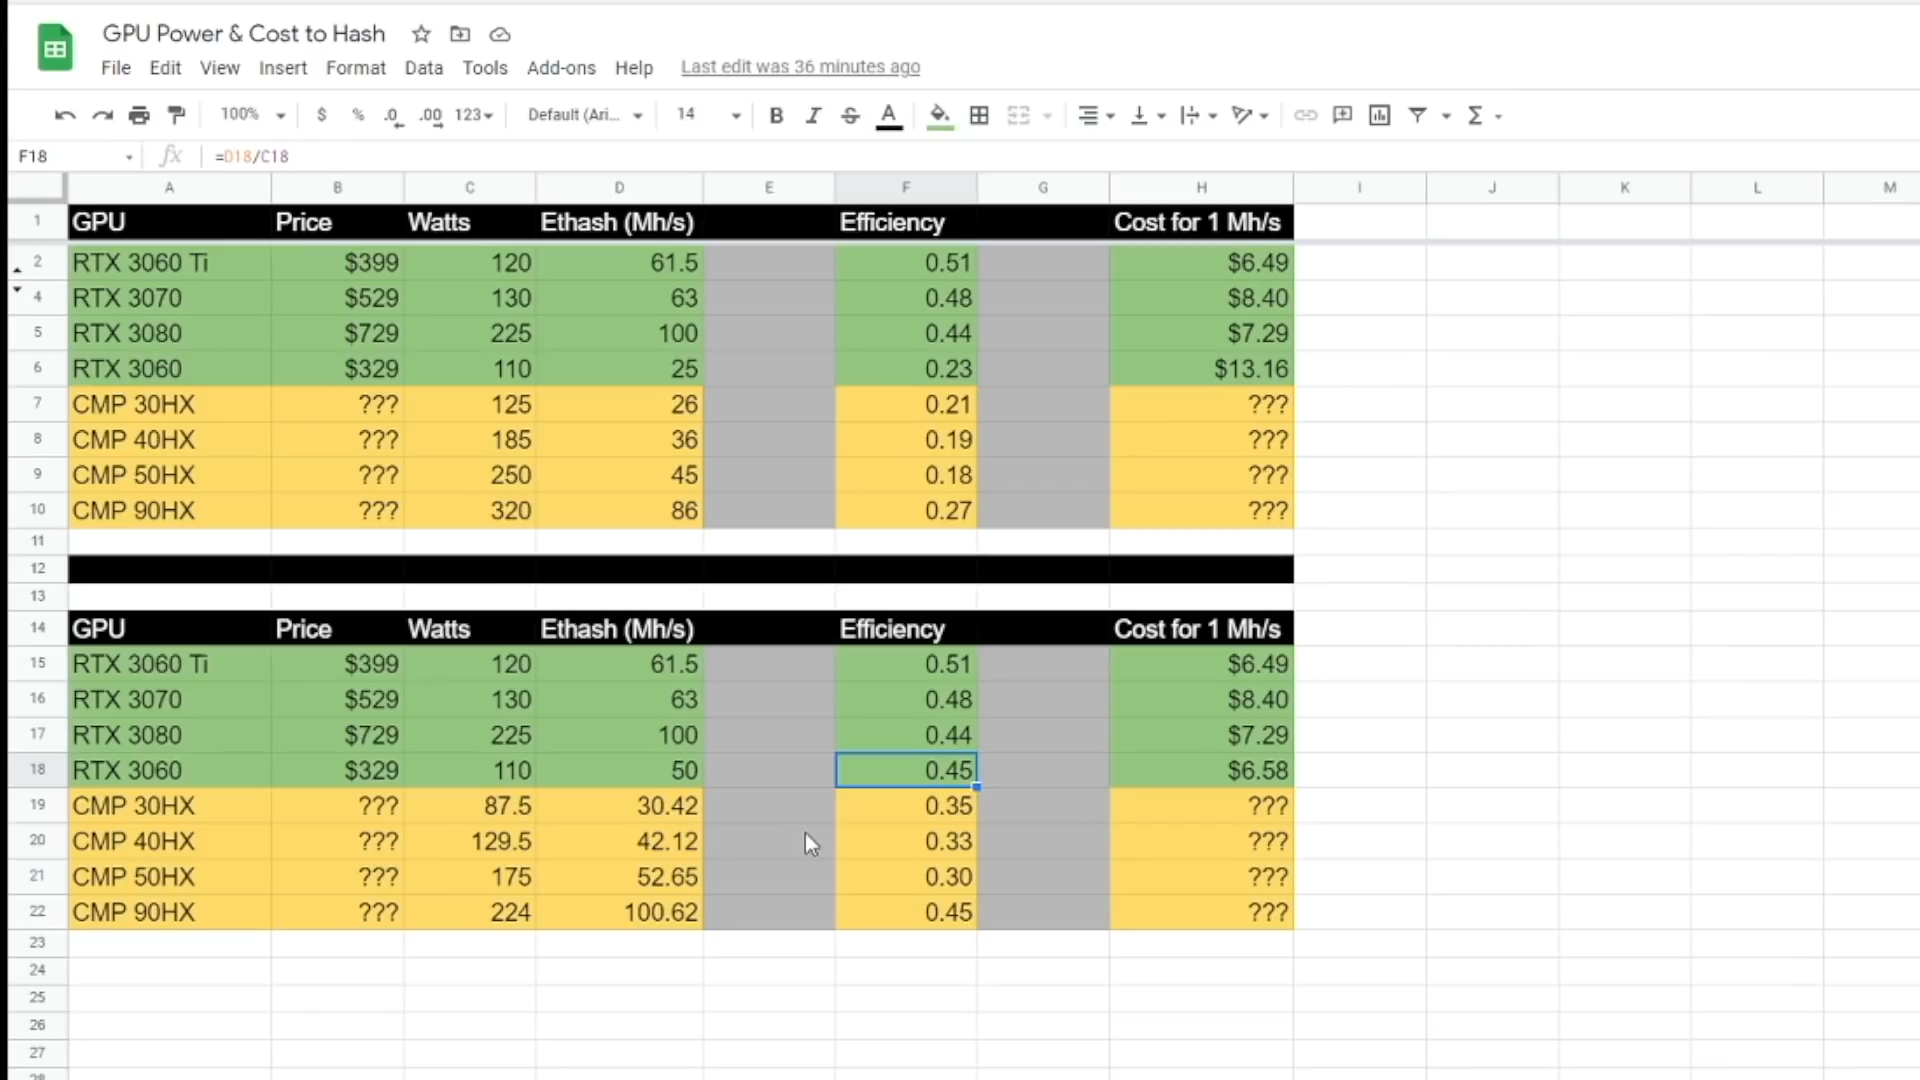 GPU Power & Cost to Hash
File Edit View Insert Format Data Tools Add-ons Help Last edit was 36 minutes ago
100% $ % .0 .00 123 Default (Ari... 14 B I S A
F18 fx =D18/C18
A B C D E F G H I J K L M
1 GPU Price Watts Ethash (Mh/s) Efficiency Cost for 1 Mh/s
2 RTX 3060 Ti $399 120 61.5 0.51 $6.49
4 RTX 3070 $529 130 63 0.48 $8.40
5 RTX 3080 $729 225 100 0.44 $7.29
6 RTX 3060 $329 110 25 0.23 $13.16
7 CMP 30HX ??? 125 26 0.21 ???
8 CMP 40HX ??? 185 36 0.19 ???
9 CMP 50HX ??? 250 45 0.18 ???
10 CMP 90HX ??? 320 86 0.27 ???
11
12
13
14 GPU Price Watts Ethash (Mh/s) Efficiency Cost for 1 Mh/s
15 RTX 3060 Ti $399 120 61.5 0.51 $6.49
16 RTX 3070 $529 130 63 0.48 $8.40
17 RTX 3080 $729 225 100 0.44 $7.29
18 RTX 3060 $329 110 50 0.45 $6.58
19 CMP 30HX ??? 87.5 30.42 0.35 ???
20 CMP 40HX ??? 129.5 42.12 0.33 ???
21 CMP 50HX ??? 175 52.65 0.30 ???
22 CMP 90HX ??? 224 100.62 0.45 ???
23
24
25
26
27
28